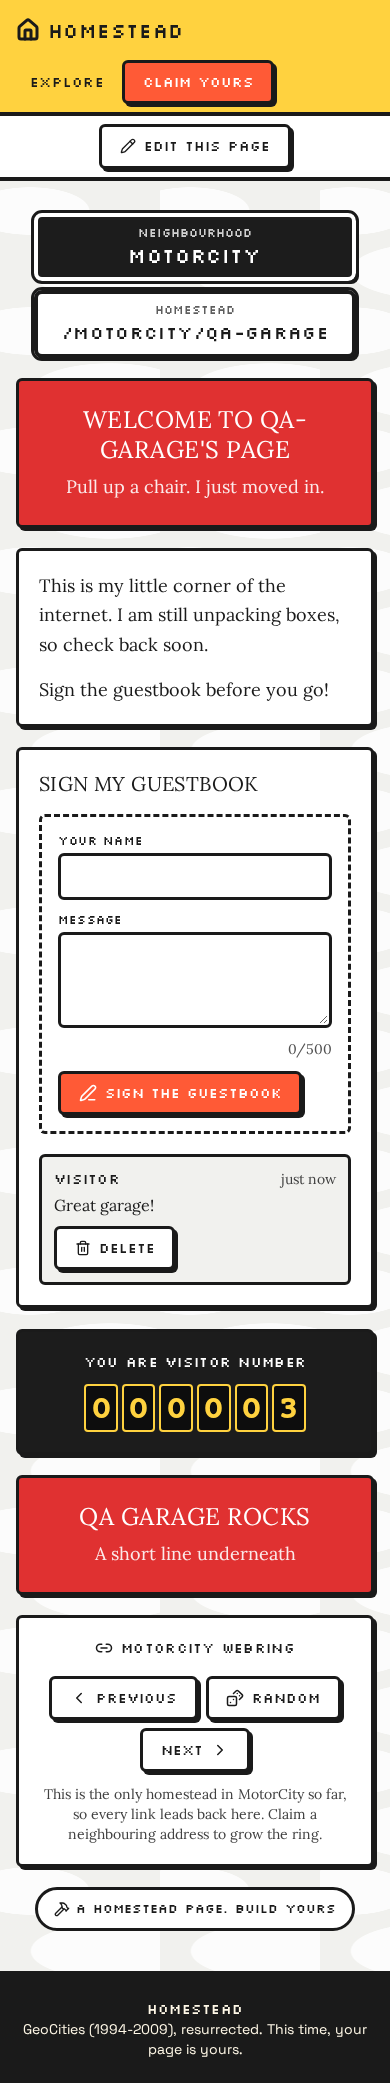 HOMESTEAD
EXPLORE
CLAIM YOURS
EDIT THIS PAGE
NEIGHBOURHOOD
MOTORCITY
HOMESTEAD
/MOTORCITY/QA-GARAGE
WELCOME TO QA-
GARAGE'S PAGE
Pull up a chair. I just moved in.
This is my little corner of the
internet. I am still unpacking boxes,
so check back soon.
Sign the guestbook before you go!
SIGN MY GUESTBOOK
YOUR NAME
MESSAGE
0/500
SIGN THE GUESTBOOK
VISITOR
just now
Great garage!
DELETE
YOU ARE VISITOR NUMBER
000003
QA GARAGE ROCKS
A short line underneath
MOTORCITY WEBRING
PREVIOUS
RANDOM
NEXT
This is the only homestead in MotorCity so far,
so every link leads back here. Claim a
neighbouring address to grow the ring.
A HOMESTEAD PAGE. BUILD YOURS
HOMESTEAD
GeoCities (1994-2009), resurrected. This time, your
page is yours.